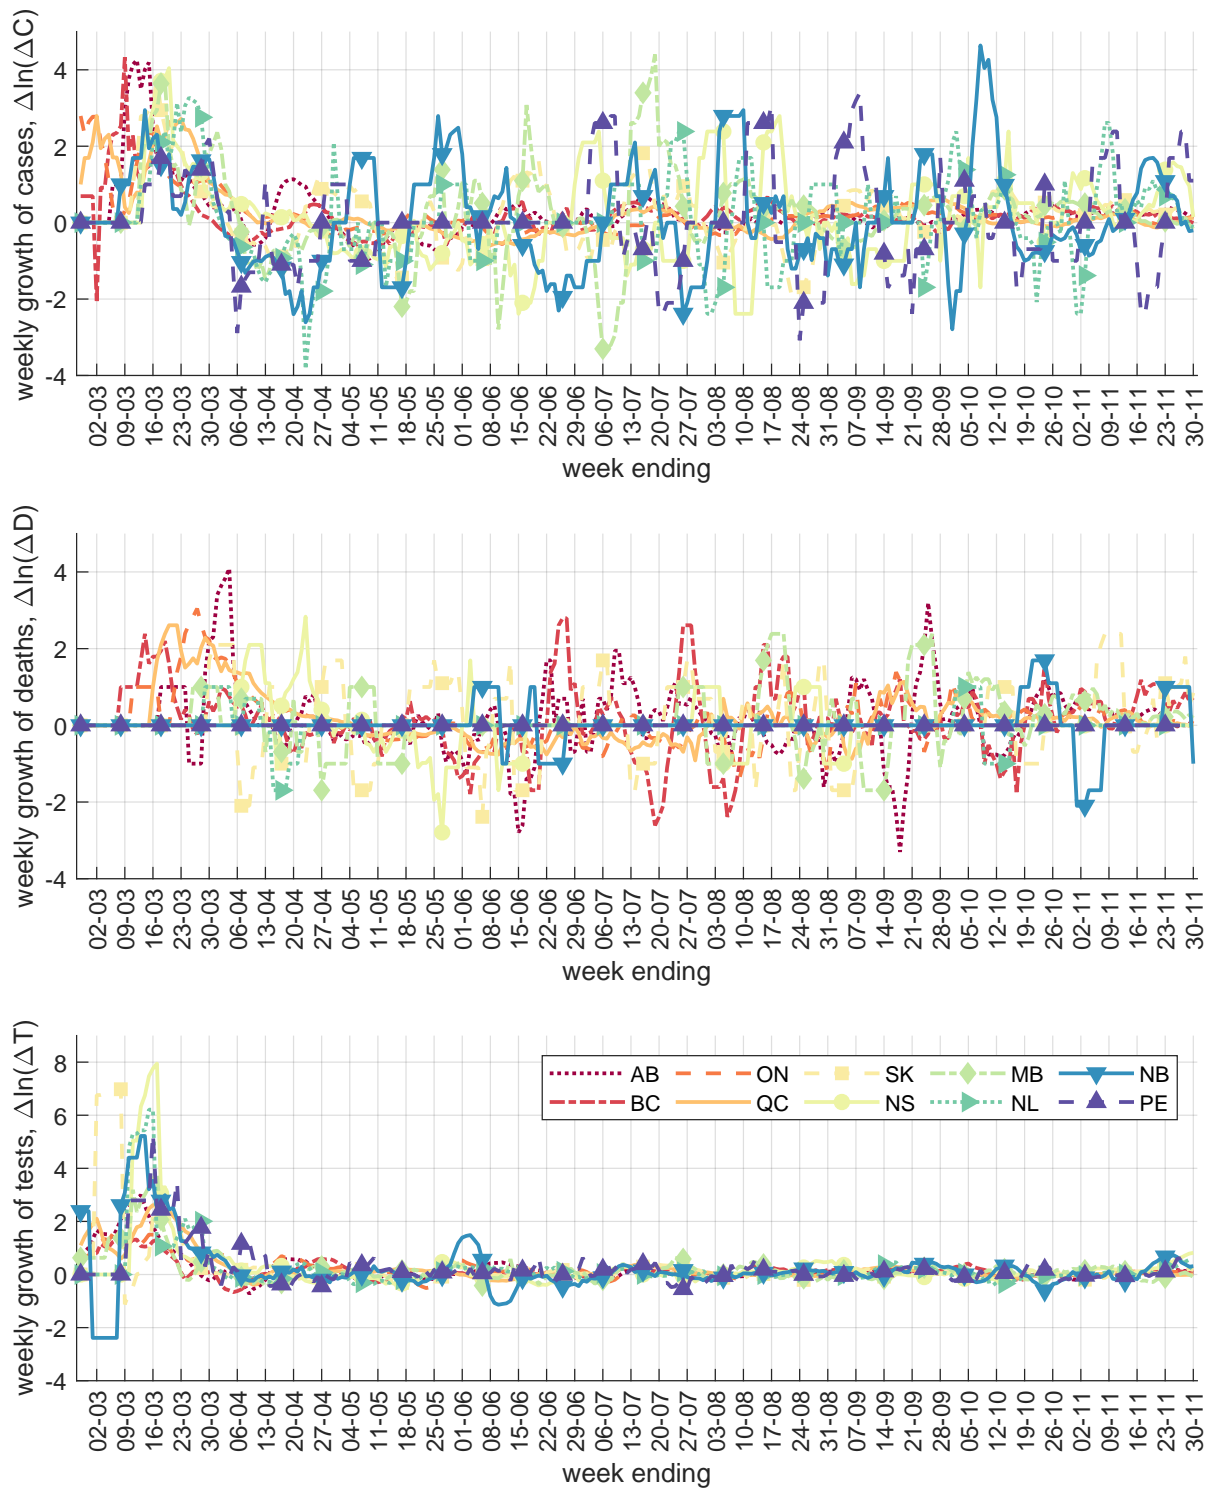 weekly growth of cases, Δln(ΔC)
4
2
0
-2
-4
02-03 09-03 16-03 23-03 30-03 06-04 13-04 20-04 27-04 04-05 11-05 18-05 25-05 01-06 08-06 15-06 22-06 29-06 06-07 13-07 20-07 27-07 03-08 10-08 17-08 24-08 31-08 07-09 14-09 21-09 28-09 05-10 12-10 19-10 26-10 02-11 09-11 16-11 23-11 30-11
week ending
weekly growth of deaths, Δln(ΔD)
4
2
0
-2
-4
02-03 09-03 16-03 23-03 30-03 06-04 13-04 20-04 27-04 04-05 11-05 18-05 25-05 01-06 08-06 15-06 22-06 29-06 06-07 13-07 20-07 27-07 03-08 10-08 17-08 24-08 31-08 07-09 14-09 21-09 28-09 05-10 12-10 19-10 26-10 02-11 09-11 16-11 23-11 30-11
week ending
weekly growth of tests, Δln(ΔT)
8
6
4
2
0
-2
-4
AB ON SK MB NB
BC QC NS NL PE
02-03 09-03 16-03 23-03 30-03 06-04 13-04 20-04 27-04 04-05 11-05 18-05 25-05 01-06 08-06 15-06 22-06 29-06 06-07 13-07 20-07 27-07 03-08 10-08 17-08 24-08 31-08 07-09 14-09 21-09 28-09 05-10 12-10 19-10 26-10 02-11 09-11 16-11 23-11 30-11
week ending